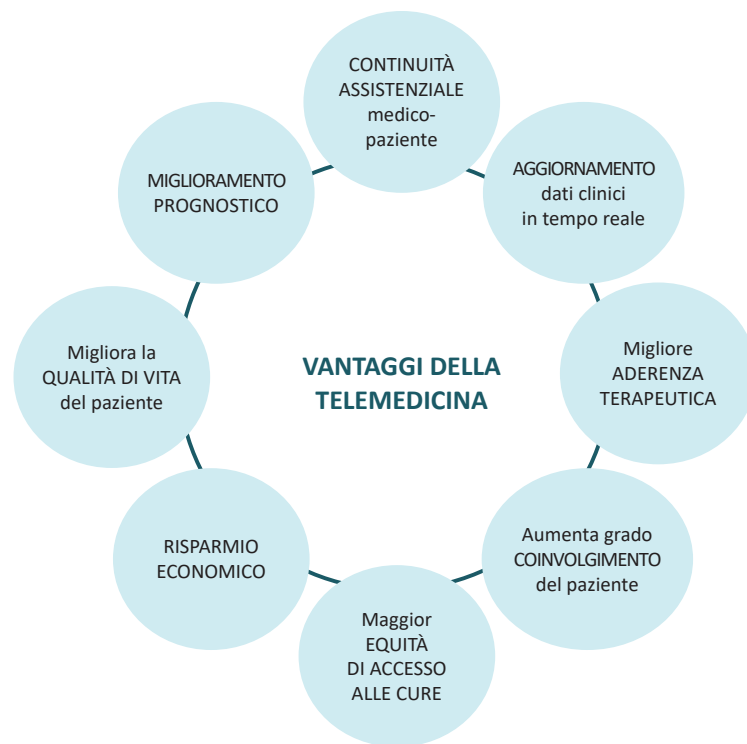 CONTINUITÀ
ASSISTENZIALE
medico-
paziente
AGGIORNAMENTO
dati clinici
in tempo reale
Migliore
ADERENZA
TERAPEUTICA
Aumenta grado
COINVOLGIMENTO
del paziente
Maggior
EQUITÀ
DI ACCESSO
ALLE CURE
RISPARMIO
ECONOMICO
Migliora la
QUALITÀ DI VITA
del paziente
MIGLIORAMENTO
PROGNOSTICO
VANTAGGI DELLA
TELEMEDICINA